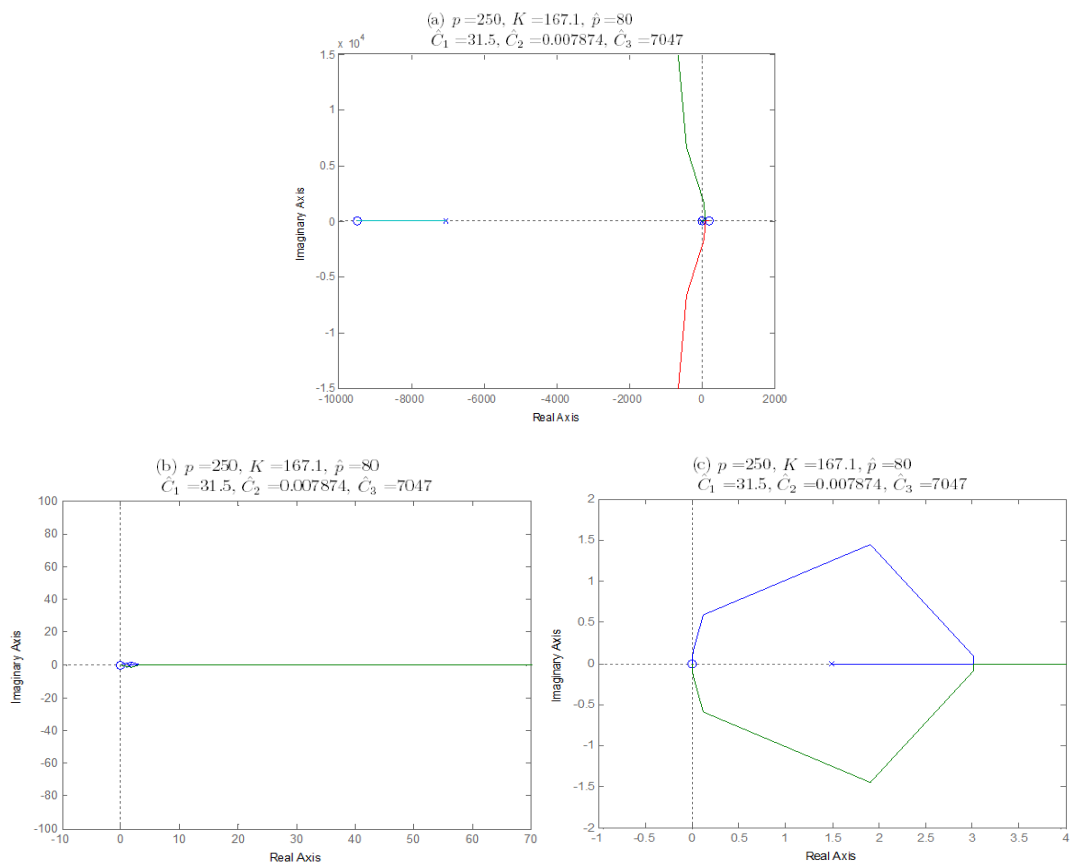 (a) p =250, K =167.1, p̂ =80
Ĉ₁ =31.5, Ĉ₂ =0.007874, Ĉ₃ =7047
x 10⁴
1.5
1
0.5
0
-0.5
-1
-1.5
-10000 -8000 -6000 -4000 -2000 0 2000
Real Axis
Imaginary Axis
(b) p =250, K =167.1, p̂ =80
Ĉ₁ =31.5, Ĉ₂ =0.007874, Ĉ₃ =7047
100
80
60
40
20
0
-20
-40
-60
-80
-100
-10 0 10 20 30 40 50 60 70
Real Axis
Imaginary Axis
(c) p =250, K =167.1, p̂ =80
Ĉ₁ =31.5, Ĉ₂ =0.007874, Ĉ₃ =7047
2
1.5
1
0.5
0
-0.5
-1
-1.5
-2
-1 -0.5 0 0.5 1 1.5 2 2.5 3 3.5 4
Real Axis
Imaginary Axis